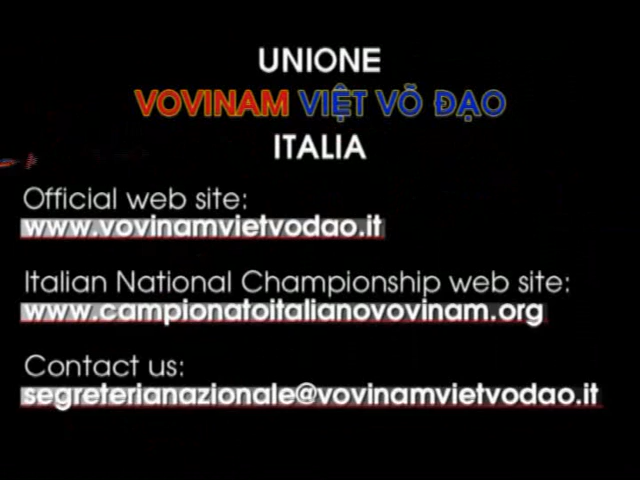 UNIONE
VOVINAM VIỆT VÕ ĐẠO
ITALIA
Official web site:
www.vovinamvietvodao.it
Italian National Championship web site:
www.campionatoitalianovovinam.org
Contact us:
segreterianazionale@vovinamvietvodao.it